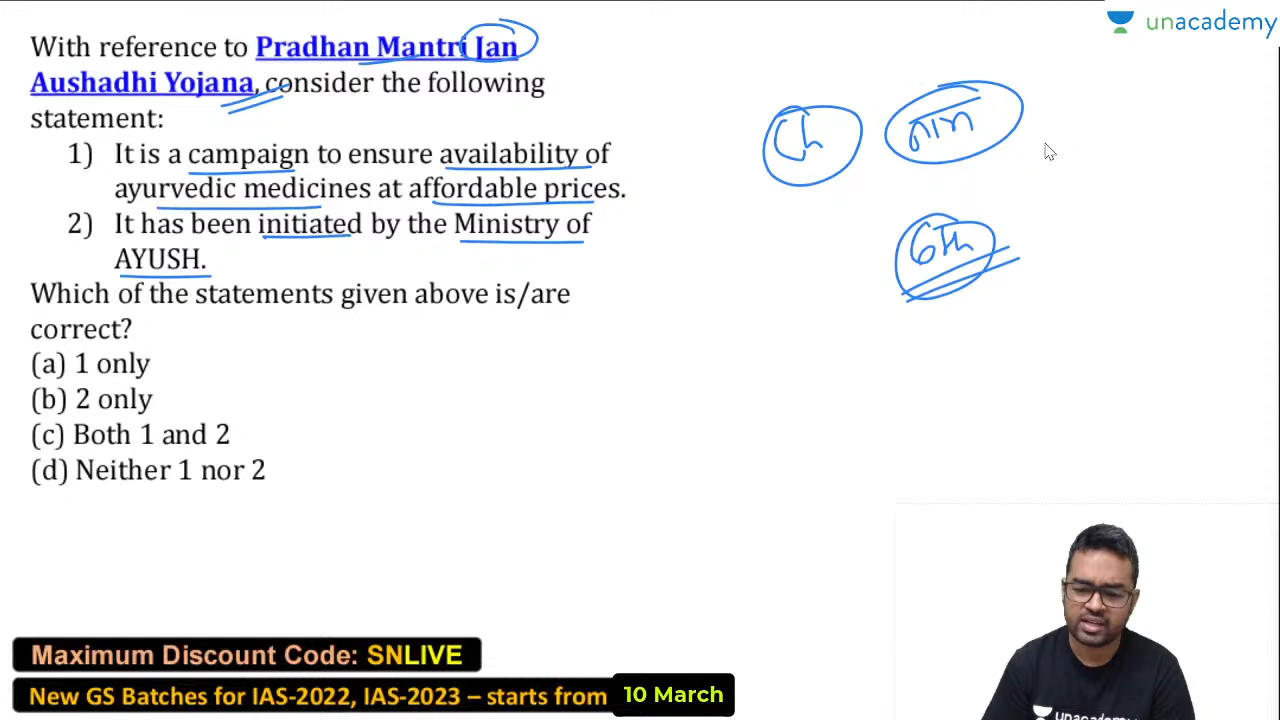 unacademy
With reference to Pradhan Mantri Jan
Aushadhi Yojana, consider the following
statement:
1) It is a campaign to ensure availability of
ayurvedic medicines at affordable prices.
2) It has been initiated by the Ministry of
AYUSH.
Which of the statements given above is/are
correct?
(a) 1 only
(b) 2 only
(c) Both 1 and 2
(d) Neither 1 nor 2
Ch
6th
Maximum Discount Code: SNLIVE
New GS Batches for IAS-2022, IAS-2023 – starts from 10 March